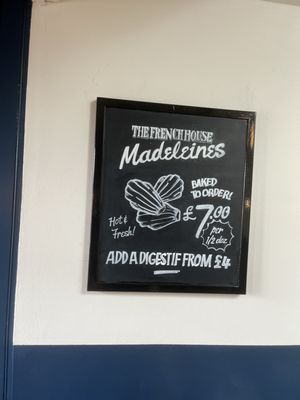 THE FRENCH HOUSE
Madeleines
BAKED
TO ORDER!
Hot &
Fresh!
£7.00
per
1/2 doz
ADD A DIGESTIF FROM £4